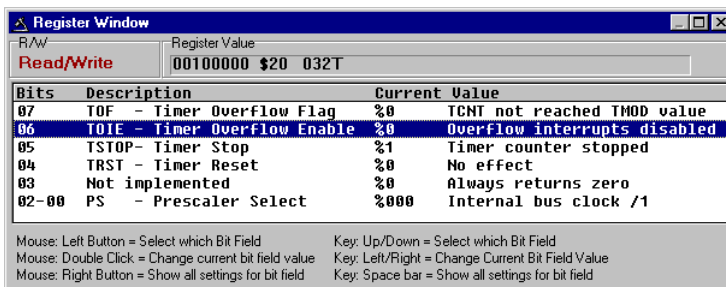 Register Window
R/W
Register Value
Read/Write
00100000 $20 032T
Bits Description Current Value
07 TOF - Timer Overflow Flag %0 TCNT not reached TMOD value
06 TOIE - Timer Overflow Enable %0 Overflow interrupts disabled
05 TSTOP- Timer Stop %1 Timer counter stopped
04 TRST - Timer Reset %0 No effect
03 Not implemented %0 Always returns zero
02-00 PS - Prescaler Select %000 Internal bus clock /1
Mouse: Left Button = Select which Bit Field Key: Up/Down = Select which Bit Field
Mouse: Double Click = Change current bit field value Key: Left/Right = Change Current Bit Field Value
Mouse: Right Button = Show all settings for bit field Key: Space bar = Show all settings for bit field